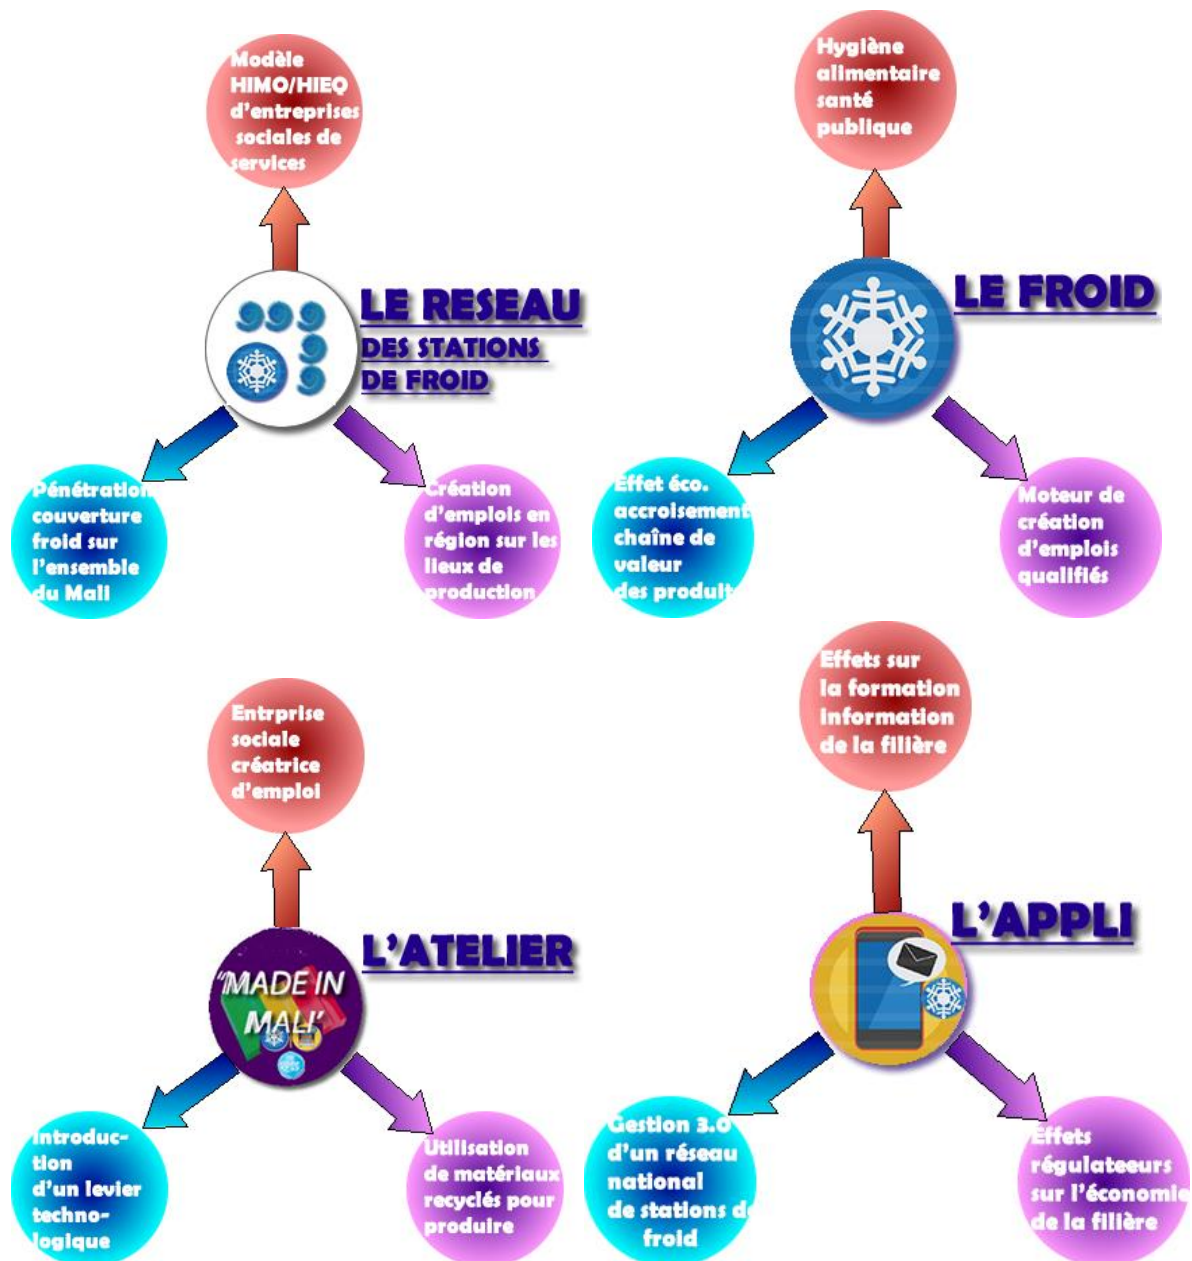 Modèle
HIMO/HIEQ
d'entreprises
sociales de
services
LE RESEAU
DES STATIONS
DE FROID
Pénétration
couverture
froid sur
l'ensemble
du Mali
Création
d'emplois en
région sur les
lieux de
production
Hygiène
alimentaire
santé
publique
LE FROID
Effet éco.
accroisement
chaîne de
valeur
des produits
Moteur de
création
d'emplois
qualifiés
Entrprise
sociale
créatrice
d'emploi
L'ATELIER
"MADE IN
MALI"
Introduc-
tion
d'un levier
techno-
logique
Utilisation
de matériaux
recyclés pour
produire
Effets sur
la formation
information
de la filière
L'APPLI
Gestion 3.0
d'un réseau
national
de stations de
froid
Effets
régulateeurs
sur l'économie
de la filière